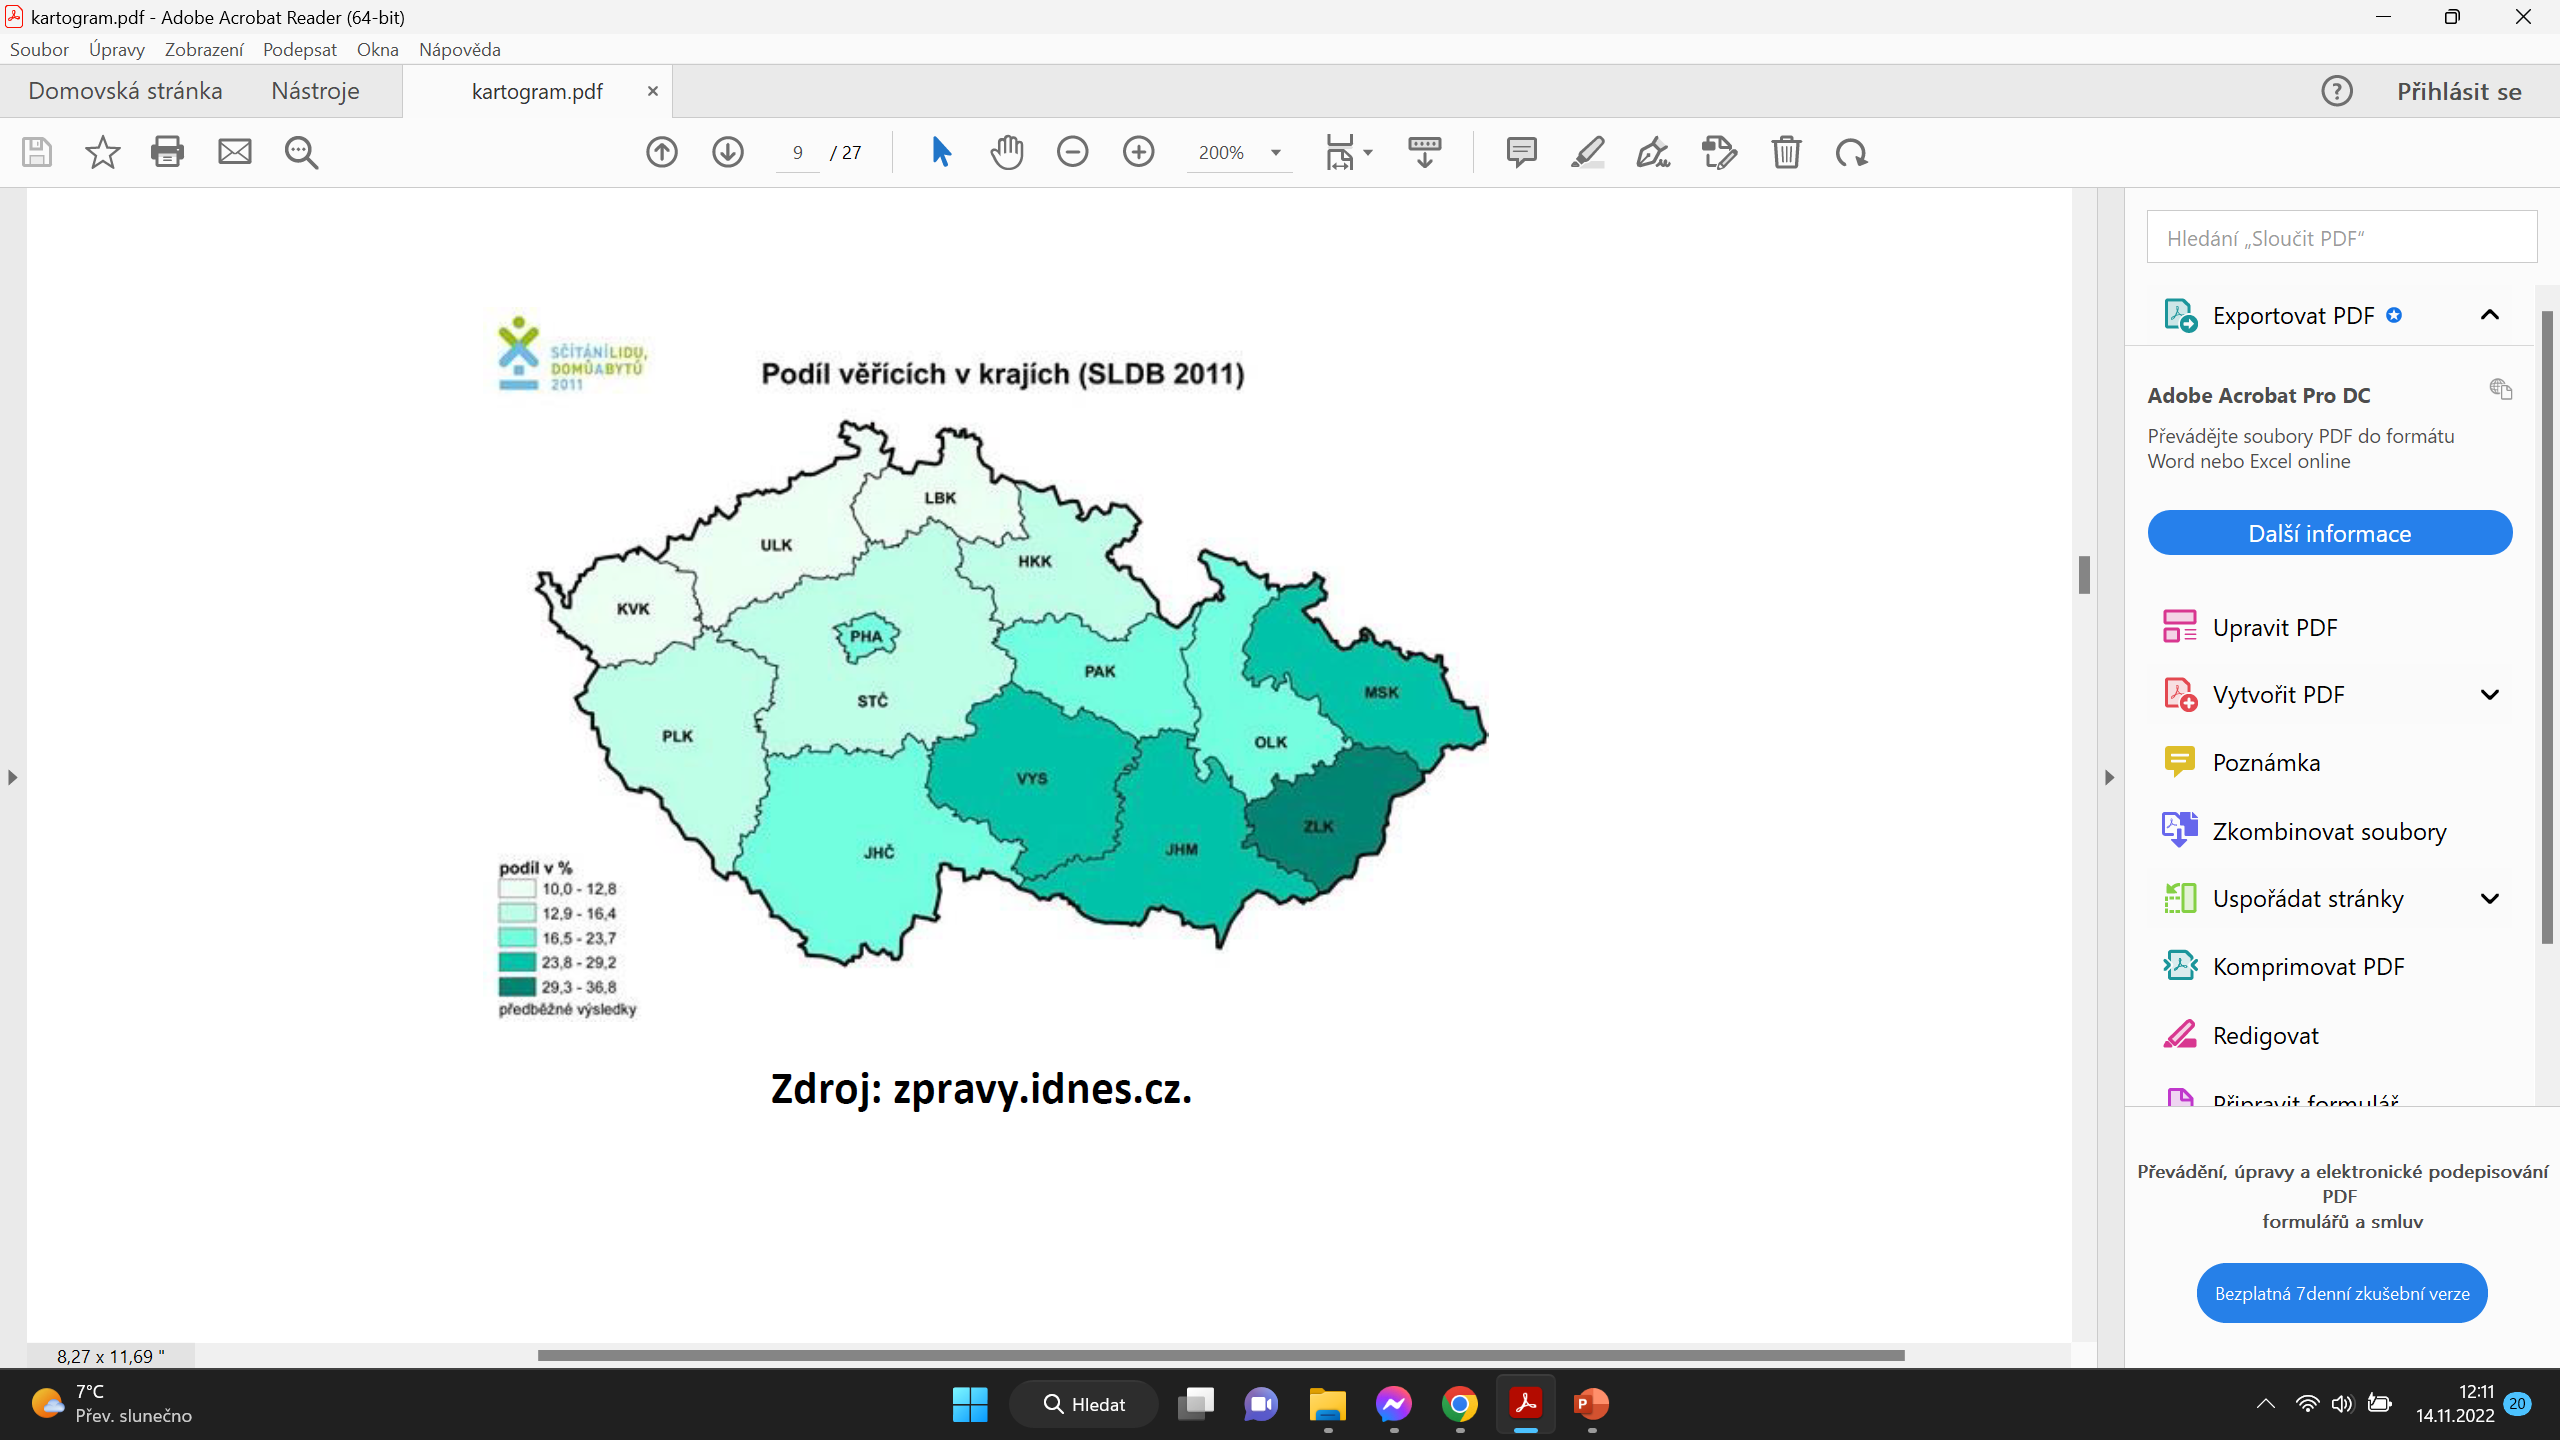 kartogram.pdf - Adobe Acrobat Reader (64-bit)
Soubor Úpravy Zobrazení Podepsat Okna Nápověda
Domovská stránka Nástroje kartogram.pdf × ? Přihlásit se
9 / 27 200%
Hledání „Sloučit PDF“
Exportovat PDF
Adobe Acrobat Pro DC
Převádějte soubory PDF do formátu
Word nebo Excel online
Další informace
Upravit PDF
Vytvořit PDF
Poznámka
Zkombinovat soubory
Uspořádat stránky
Komprimovat PDF
Redigovat
Připravit formulář
Převádění, úpravy a elektronické podepisování
PDF
formulářů a smluv
Bezplatná 7denní zkušební verze
SČÍTÁNÍLIDU,
DOMŮABYTŮ
2011
Podíl věřících v krajích (SLDB 2011)
LBK
ULK
HKK
KVK
PHA
PAK
STČ
MSK
PLK
OLK
VYS
ZLK
JHČ
JHM
podíl v %
10,0 - 12,8
12,9 - 16,4
16,5 - 23,7
23,8 - 29,2
29,3 - 36,8
předběžné výsledky
Zdroj: zpravy.idnes.cz.
8,27 x 11,69 "
7°C
Přev. slunečno
Hledat
P
12:11
14.11.2022
20